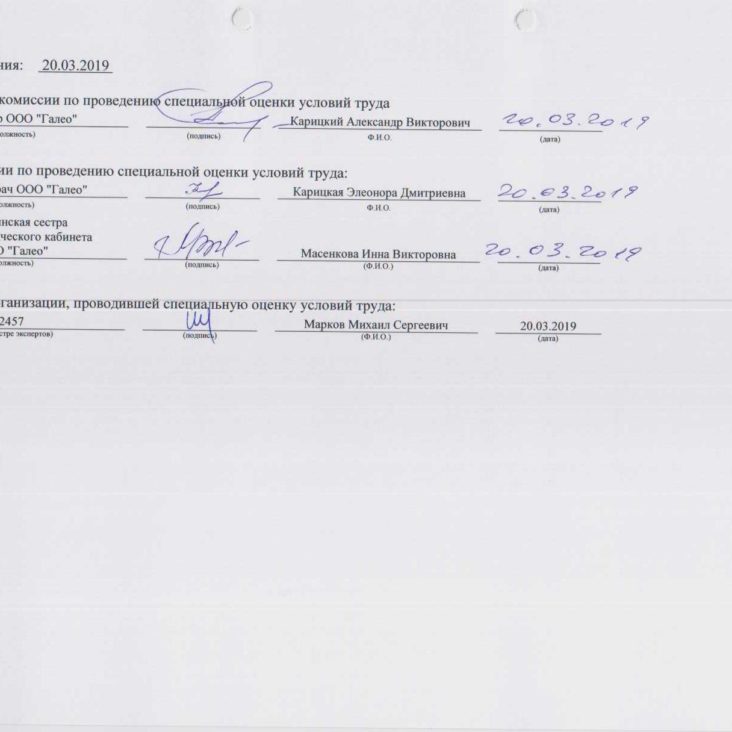 ния: 20.03.2019
комиссии по проведению специальной оценки условий труда
р ООО "Галео" Карицкий Александр Викторович 20.03.2019
олжность) (подпись) Ф.И.О. (дата)
ии по проведению специальной оценки условий труда:
рач ООО "Галео" Карицкая Элеонора Дмитриевна 20.03.2019
олжность) (подпись) Ф.И.О. (дата)
инская сестра
ческого кабинета
О "Галео" Масенкова Инна Викторовна 20.03.2019
олжность) (подпись) (Ф.И.О.) (дата)
рганизации, проводившей специальную оценку условий труда:
2457 Марков Михаил Сергеевич 20.03.2019
стре экспертов) (подпись) (Ф.И.О.) (дата)